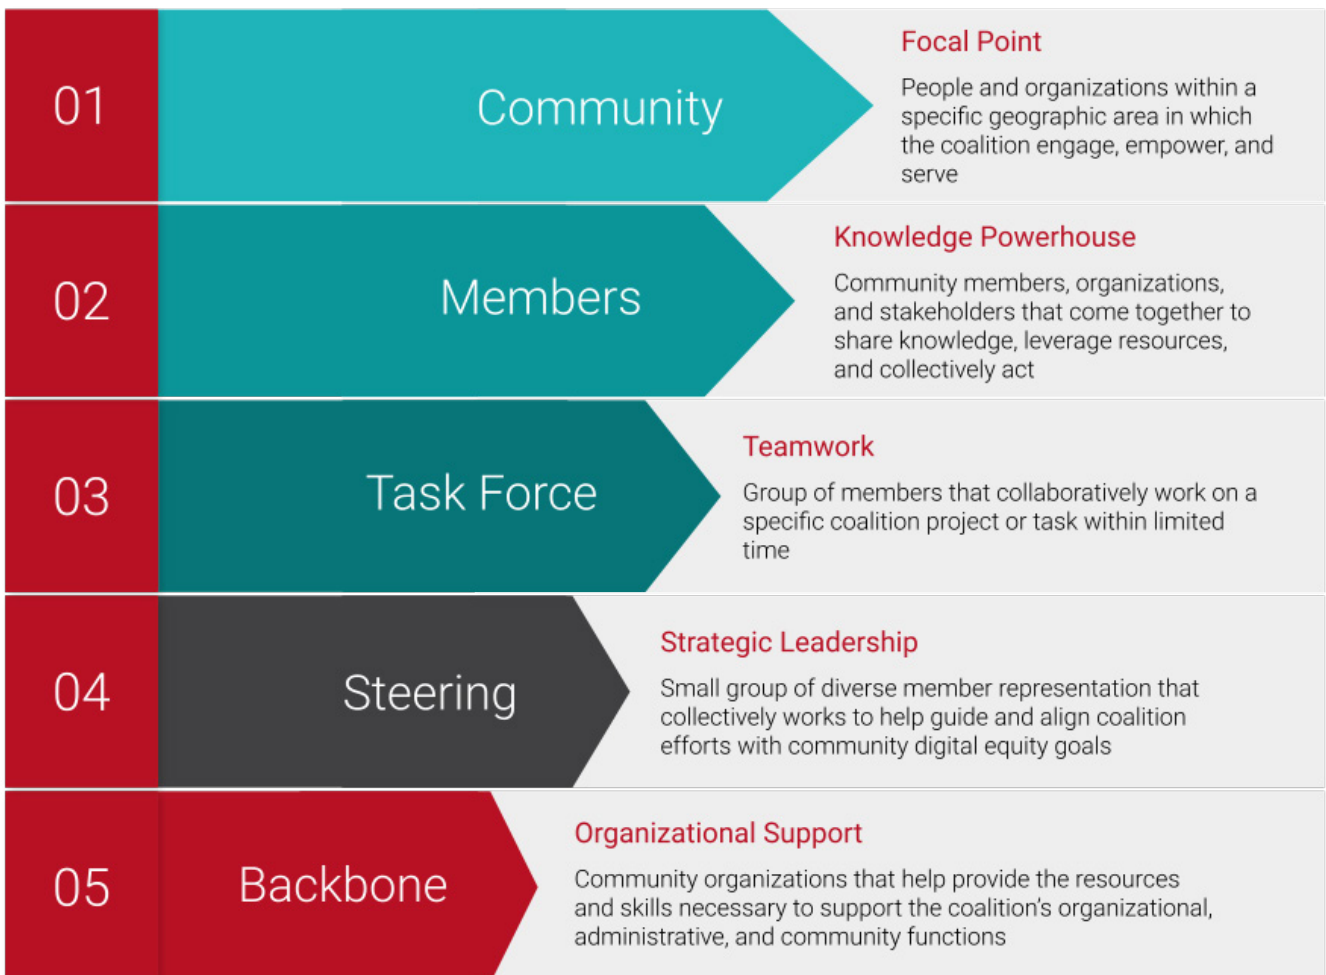 01
Community
Focal Point
People and organizations within a
specific geographic area in which
the coalition engage, empower, and
serve
02
Members
Knowledge Powerhouse
Community members, organizations,
and stakeholders that come together to
share knowledge, leverage resources,
and collectively act
03
Task Force
Teamwork
Group of members that collaboratively work on a
specific coalition project or task within limited
time
04
Steering
Strategic Leadership
Small group of diverse member representation that
collectively works to help guide and align coalition
efforts with community digital equity goals
05
Backbone
Organizational Support
Community organizations that help provide the resources
and skills necessary to support the coalition’s organizational,
administrative, and community functions